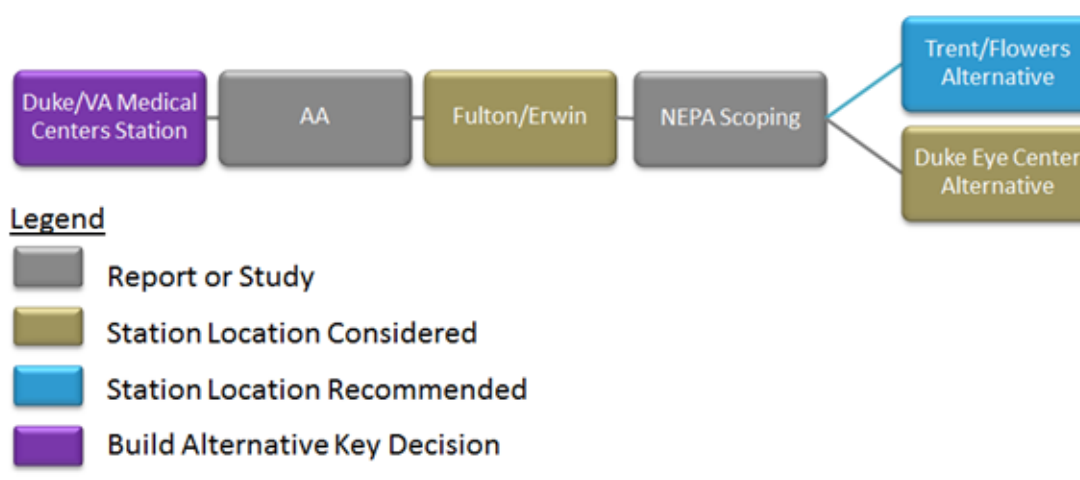 Duke/VA Medical
Centers Station
AA
Fulton/Erwin
NEPA Scoping
Trent/Flowers
Alternative
Duke Eye Center
Alternative
Legend
Report or Study
Station Location Considered
Station Location Recommended
Build Alternative Key Decision